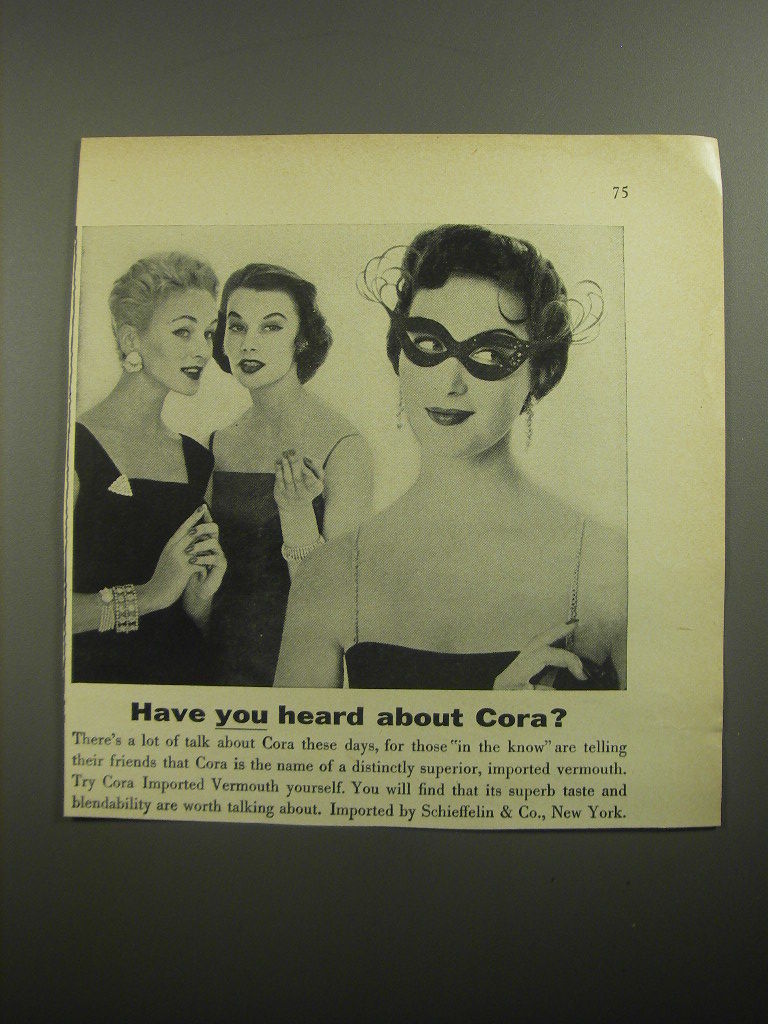 75
Have you heard about Cora?
There's a lot of talk about Cora these days, for those "in the know" are telling
their friends that Cora is the name of a distinctly superior, imported vermouth.
Try Cora Imported Vermouth yourself. You will find that its superb taste and
blendability are worth talking about. Imported by Schieffelin & Co., New York.